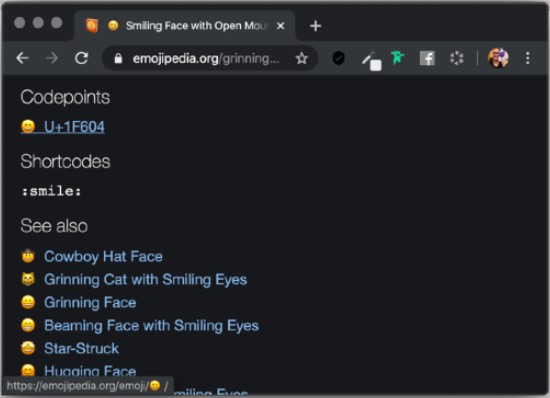 Smiling Face with Open Mou
emojipedia.org/grinning...
Codepoints
😄 U+1F604
Shortcodes
:smile:
See also
🤠 Cowboy Hat Face
😸 Grinning Cat with Smiling Eyes
😀 Grinning Face
😁 Beaming Face with Smiling Eyes
🤩 Star-Struck
🤗 Hugging Face
https://emojipedia.org/emoji/😄/
miling Eyes